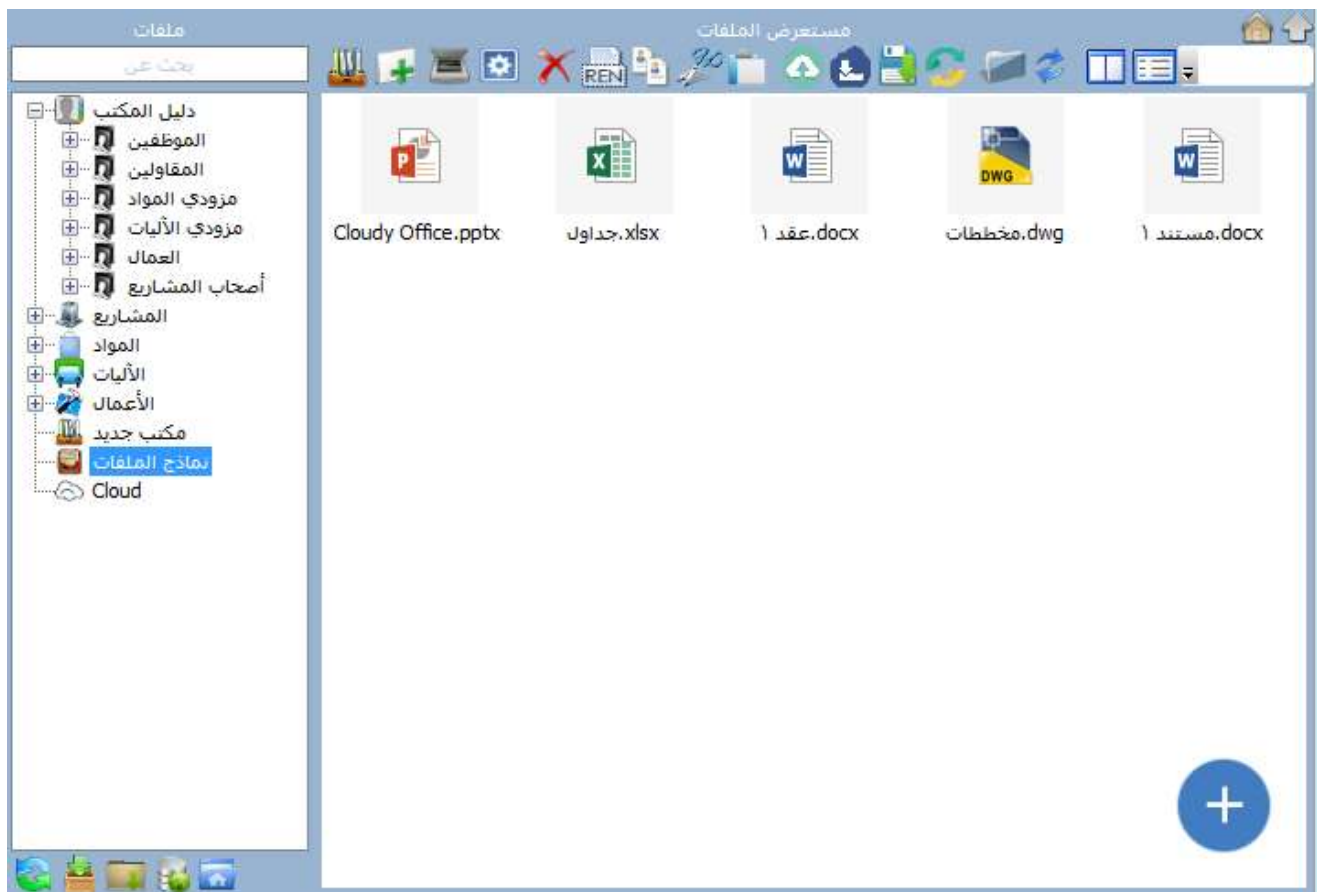 ملفات
مستعرض الملفات
بحث عن
REN
دليل المكتب
الموظفين
المقاولين
مزودي المواد
مزودي الأليات
العمال
أصحاب المشاريع
المشاريع
المواد
الأليات
الأعمال
مكتب جديد
نماذج الملفات
Cloud
P
X
W
DWG
W
Cloudy Office.pptx
جداول.xlsx
عقد ١.docx
مخططات.dwg
مستند ١.docx